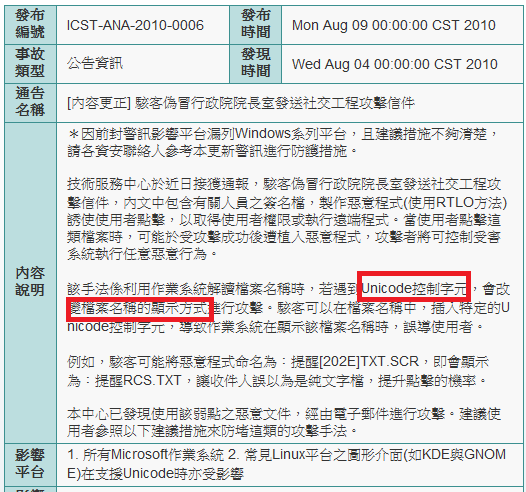 發布編號 ICST-ANA-2010-0006 發布時間 Mon Aug 09 00:00:00 CST 2010
事故類型 公告資訊 發現時間 Wed Aug 04 00:00:00 CST 2010
通告名稱 [內容更正] 駭客偽冒行政院院長室發送社交工程攻擊信件
內容說明
＊因前封警訊影響平台漏列Windows系列平台，且建議措施不夠清楚，
請各資安聯絡人參考本更新警訊進行防護措施。
技術服務中心於近日接獲通報，駭客偽冒行政院院長室發送社交工程攻
擊信件，內文中包含有關人員之簽名檔，製作惡意程式(使用RTLO方法)
誘使使用者點擊，以取得使用者權限或執行遠端程式。當使用者點擊這
類檔案時，可能於受攻擊成功後遭植入惡意程式，攻擊者將可控制受害
系統執行任意惡意行為。
該手法係利用作業系統解讀檔案名稱時，若遇到Unicode控制字元，會改
變檔案名稱的顯示方式進行攻擊。駭客可以在檔案名稱中，插入特定的U
nicode控制字元，導致作業系統在顯示該檔案名稱時，誤導使用者。
例如，駭客可能將惡意程式命名為：提醒[202E]TXT.SCR，即會顯示
為：提醒RCS.TXT，讓收件人誤以為是純文字檔，提升點擊的機率。
本中心已發現使用該弱點之惡意文件，經由電子郵件進行攻擊。建議使
用者參照以下建議措施來防堵這類的攻擊手法。
影響平台
1. 所有Microsoft作業系統 2. 常見Linux平台之圖形介面(如KDE與GNOM
E)在支援Unicode時亦受影響